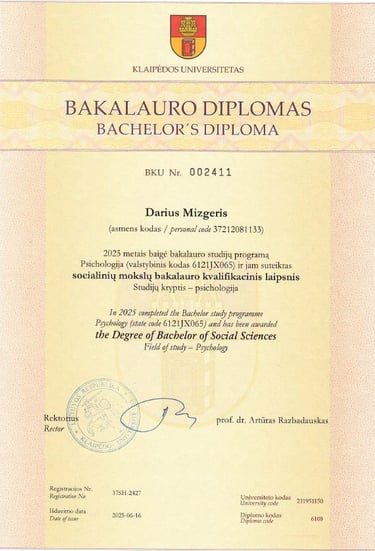 KLAIPĖDOS UNIVERSITETAS
BAKALAURO DIPLOMAS
BACHELOR'S DIPLOMA
BKU Nr. 002411
Darius Mizgeris
(asmens kodas / personal code 37212081133)
2025 metais baigė bakalauro studijų programą
Psichologija (valstybinis kodas 6121JX065) ir jam suteiktas
socialinių mokslų bakalauro kvalifikacinis laipsnis
Studijų kryptis – psichologija
In 2025 completed the Bachelor study programme
Psychology (state code 6121JX065) and has been awarded
the Degree of Bachelor of Social Sciences
Field of study – Psychology
Rektorius
Rector
prof. dr. Artūras Razbadauskas
Registracijos Nr.
Registration No
37SH-2427
Išdavimo data
Date of issue
2025-06-16
Universiteto kodas
University code
211951150
Diplomo kodas
Diploma code
6103